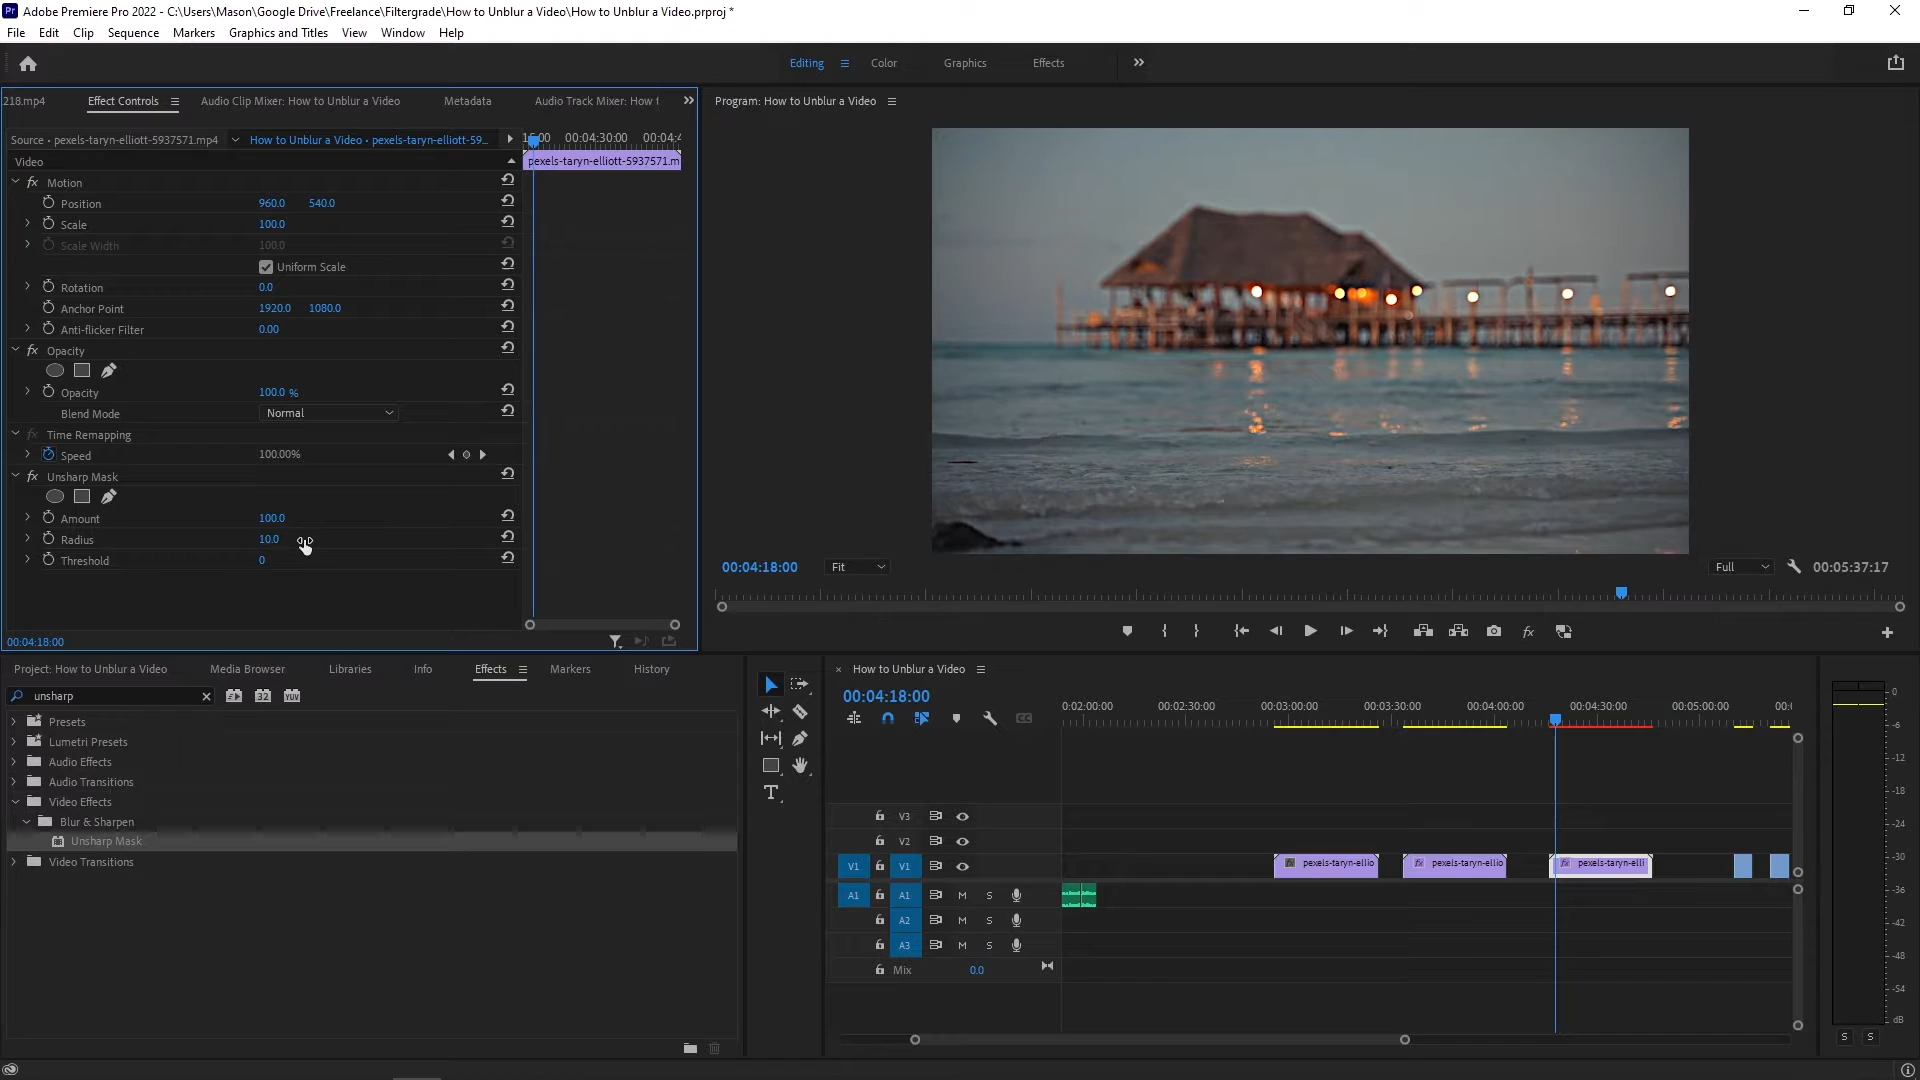 Pr Adobe Premiere Pro 2022 - C:\Users\Mason\Google Drive\Freelance\Filtergrade\How to Unblur a Video\How to Unblur a Video.prproj *
File Edit Clip Sequence Markers Graphics and Titles View Window Help
Editing Color Graphics Effects
218.mp4 Effect Controls Audio Clip Mixer: How to Unblur a Video Metadata Audio Track Mixer: How t
Source • pexels-taryn-elliott-5937571.mp4 How to Unblur a Video • pexels-taryn-elliott-59... 00:04:30:00 00:04:4
Video pexels-taryn-elliott-5937571.m
Motion
Position 960.0 540.0
Scale 100.0
Scale Width 100.0
Uniform Scale
Rotation 0.0
Anchor Point 1920.0 1080.0
Anti-flicker Filter 0.00
Opacity
Opacity 100.0 %
Blend Mode Normal
Time Remapping
Speed 100.00%
Unsharp Mask
Amount 100.0
Radius 10.0
Threshold 0
00:04:18:00
Program: How to Unblur a Video
00:04:18:00 Fit Full 00:05:37:17
Project: How to Unblur a Video Media Browser Libraries Info Effects Markers History
unsharp
32 YUV
Presets
Lumetri Presets
Audio Effects
Audio Transitions
Video Effects
Blur & Sharpen
Unsharp Mask
Video Transitions
× How to Unblur a Video
00:04:18:00
0:02:00:00 00:02:30:00 00:03:00:00 00:03:30:00 00:04:00:00 00:04:30:00 00:05:00:00 00:
V3
V2
V1 V1 pexels-taryn-ellio pexels-taryn-ellio pexels-taryn-elli
A1 A1 M S
A2 M S
A3 M S
Mix 0.0
0
-6
-12
-18
-24
-30
-36
-42
-48
-54
dB
S S